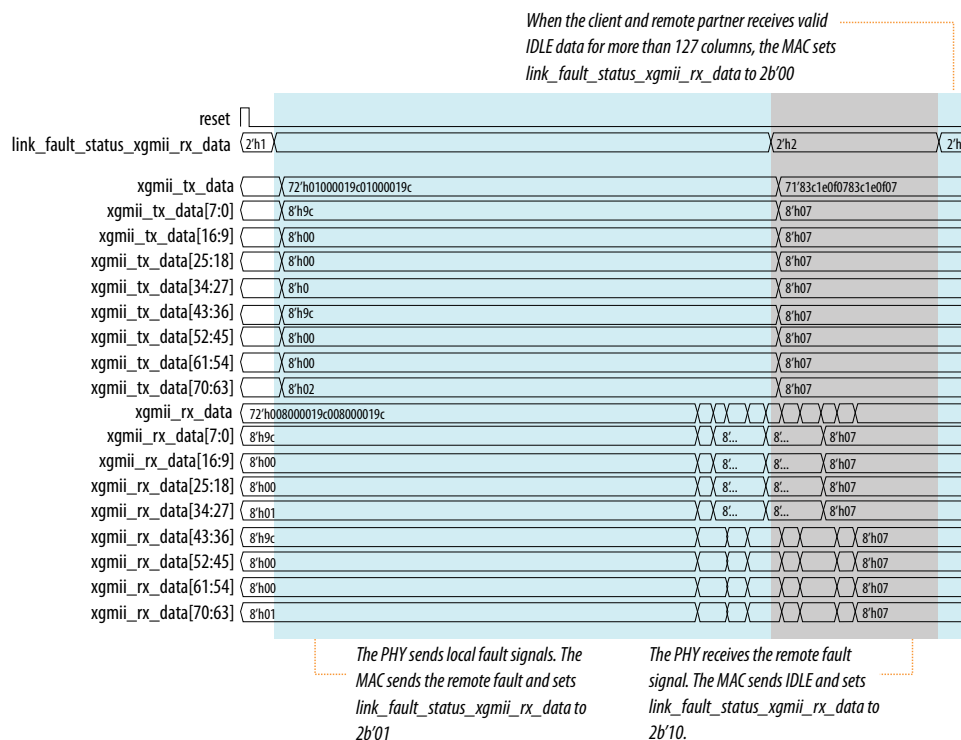 When the client and remote partner receives valid
IDLE data for more than 127 columns, the MAC sets
link_fault_status_xgmii_rx_data to 2b'00
reset
link_fault_status_xgmii_rx_data 2'h1 2'h2 2'h
xgmii_tx_data 72'h01000019c01000019c 71'83c1e0f0783c1e0f07
xgmii_tx_data[7:0] 8'h9c 8'h07
xgmii_tx_data[16:9] 8'h00 8'h07
xgmii_tx_data[25:18] 8'h00 8'h07
xgmii_tx_data[34:27] 8'h0 8'h07
xgmii_tx_data[43:36] 8'h9c 8'h07
xgmii_tx_data[52:45] 8'h00 8'h07
xgmii_tx_data[61:54] 8'h00 8'h07
xgmii_tx_data[70:63] 8'h02 8'h07
xgmii_rx_data 72'h008000019c008000019c
xgmii_rx_data[7:0] 8'h9c 8'... 8'... 8'h07
xgmii_rx_data[16:9] 8'h00 8'... 8'... 8'h07
xgmii_rx_data[25:18] 8'h00 8'... 8'... 8'h07
xgmii_rx_data[34:27] 8'h01 8'... 8'... 8'h07
xgmii_rx_data[43:36] 8'h9c 8'h07
xgmii_rx_data[52:45] 8'h00 8'h07
xgmii_rx_data[61:54] 8'h00 8'h07
xgmii_rx_data[70:63] 8'h01 8'h07
The PHY sends local fault signals. The
MAC sends the remote fault and sets
link_fault_status_xgmii_rx_data to
2b'01
The PHY receives the remote fault
signal. The MAC sends IDLE and sets
link_fault_status_xgmii_rx_data to
2b'10.